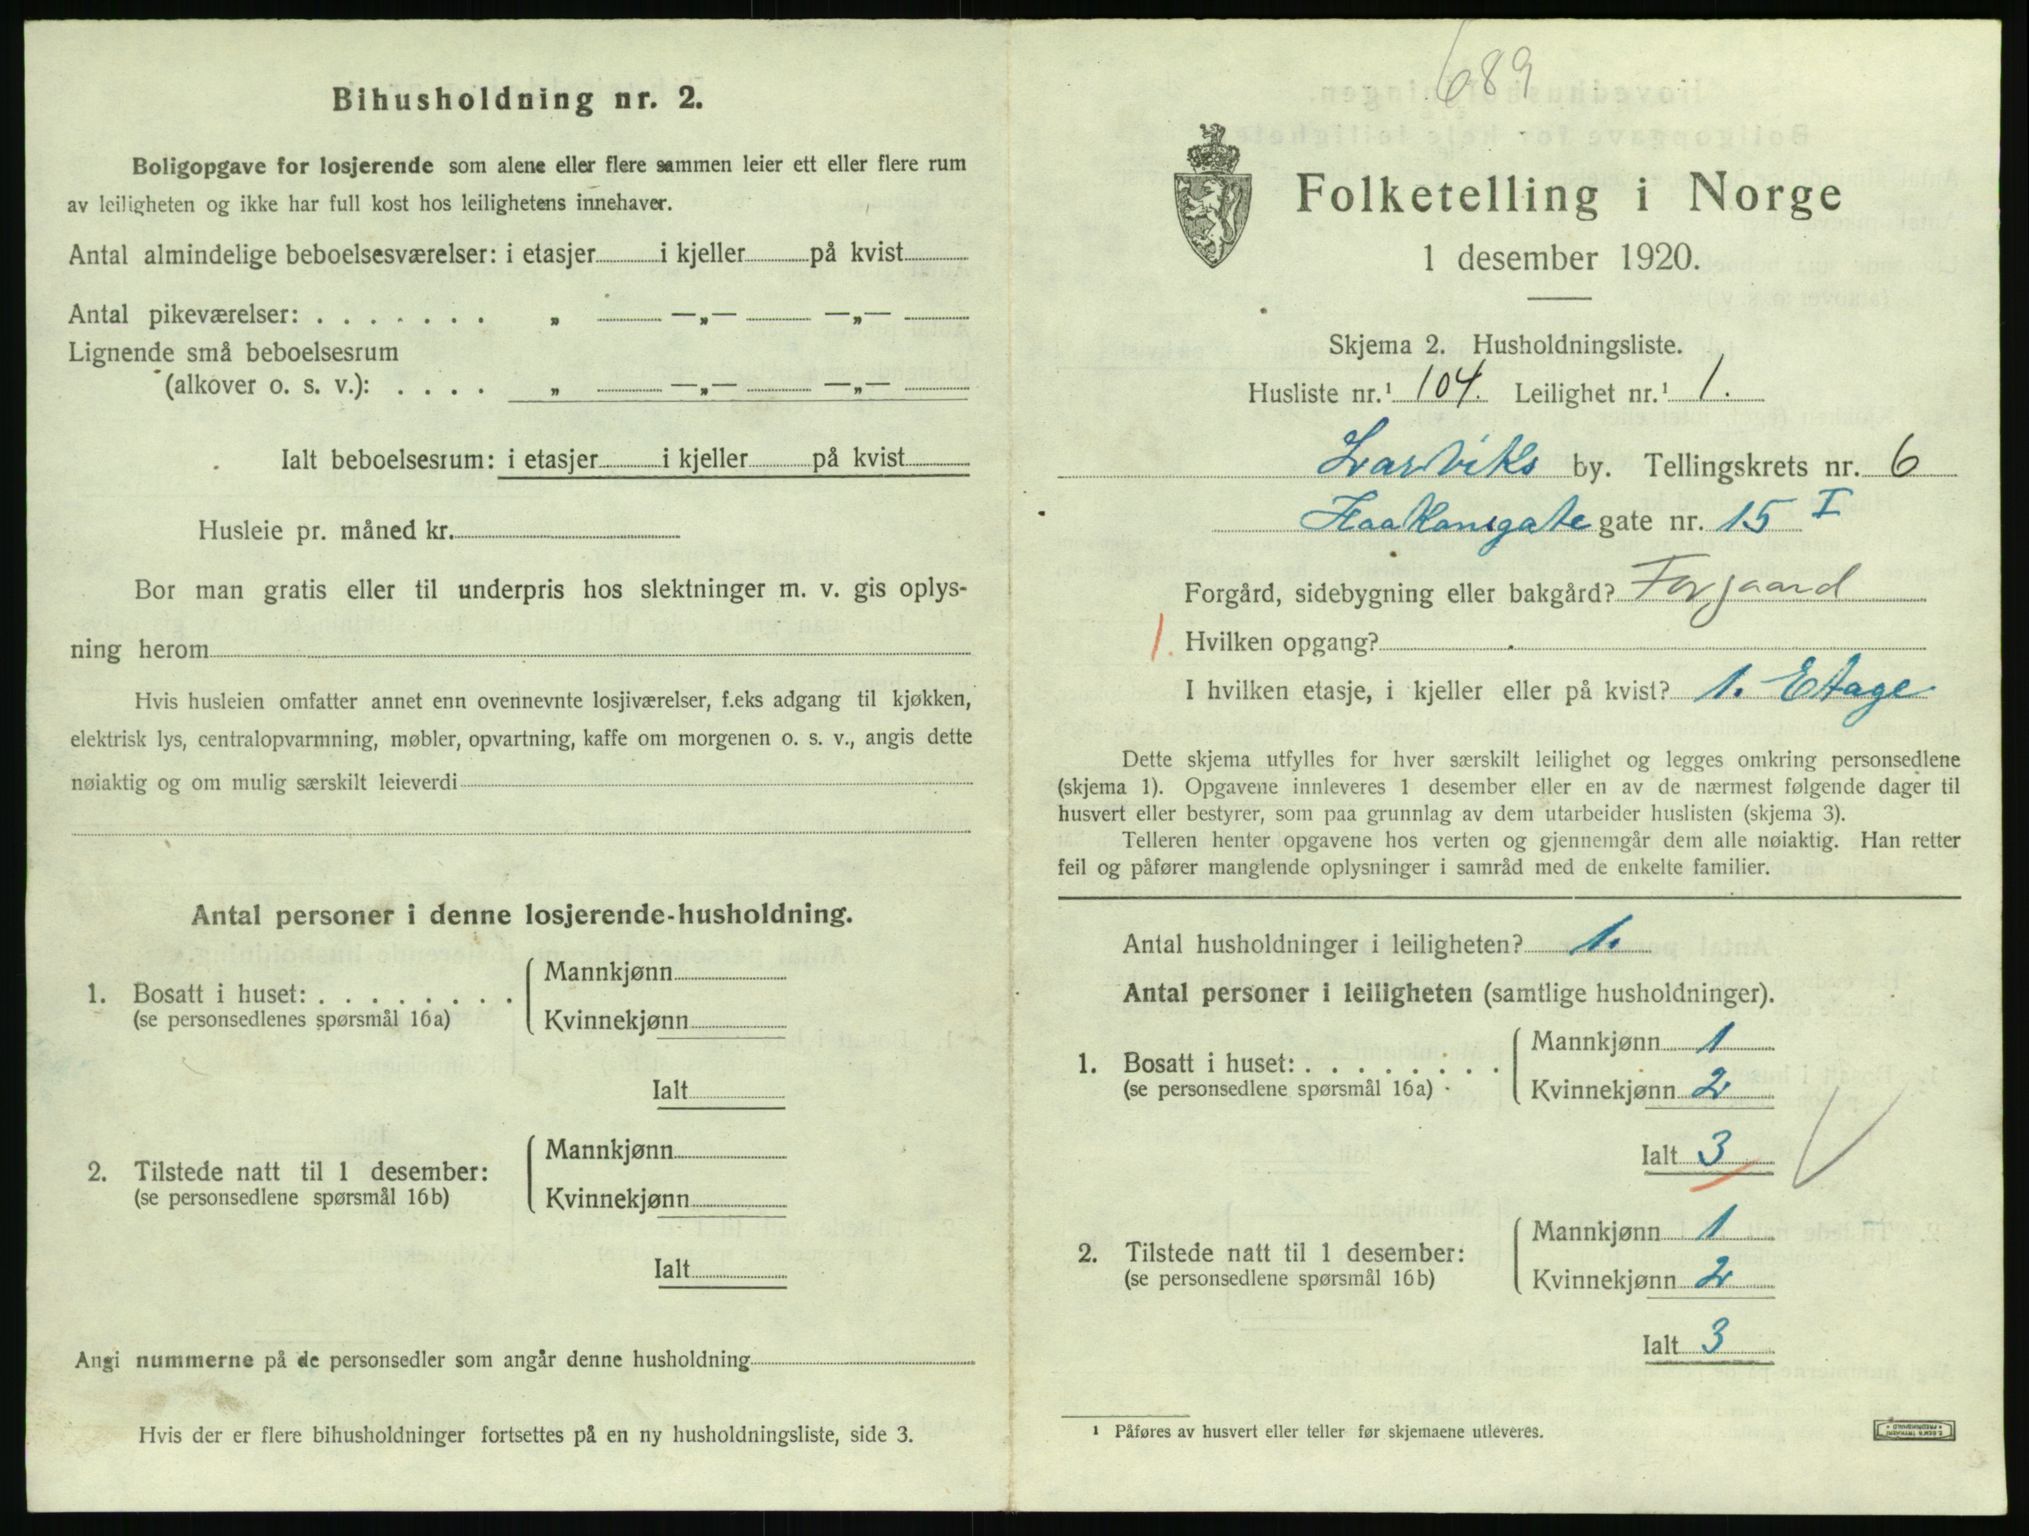 Bihusholdning nr. 2.
Boligopgave for losjerende som alene eller flere sammen leier ett eller flere rum
av leiligheten og ikke har full kost hos leilighetens innehaver.
Antal almindelige beboelsesværelser: i etasjer i kjeller på kvist
Antal pikeværelser: . . . . . . . „ —„— —„—
Lignende små beboelsesrum
(alkover o. s. v.): . . . . „ —„— —„—
Ialt beboelsesrum: i etasjer i kjeller på kvist
Husleie pr. måned kr.
Bor man gratis eller til underpris hos slektninger m. v. gis oplys-
ning herom
Hvis husleien omfatter annet enn ovennevnte losjiværelser, f.eks adgang til kjøkken,
elektrisk lys, centralopvarmning, møbler, opvartning, kaffe om morgenen o. s. v., angis dette
nøiaktig og om mulig særskilt leieverdi
Antal personer i denne losjerende-husholdning.
1. Bosatt i huset: . . . . . . . .
(se personsedlenes spørsmål 16a)
Mannkjønn
Kvinnekjønn
Ialt
2. Tilstede natt til 1 desember:
(se personsedlene spørsmål 16b)
Mannkjønn
Kvinnekjønn
Ialt
Angi nummerne på de personsedler som angår denne husholdning
Hvis der er flere bihusholdninger fortsettes på en ny husholdningsliste, side 3.
689
Folketelling i Norge
1 desember 1920.
Skjema 2. Husholdningsliste.
Husliste nr.¹ 104. Leilighet nr.¹ 1.
Larviks by. Tellingskrets nr. 6
Haakonsgate gate nr. 15 I
Forgård, sidebygning eller bakgård? Forgaard
1 Hvilken opgang?
I hvilken etasje, i kjeller eller på kvist? 1. Etage
Dette skjema utfylles for hver særskilt leilighet og legges omkring personsedlene
(skjema 1). Opgavene innleveres 1 desember eller en av de nærmest følgende dager til
husvert eller bestyrer, som paa grunnlag av dem utarbeider huslisten (skjema 3).
Telleren henter opgavene hos verten og gjennemgår dem alle nøiaktig. Han retter
feil og påfører manglende oplysninger i samråd med de enkelte familier.
Antal husholdninger i leiligheten? 1.
Antal personer i leiligheten (samtlige husholdninger).
1. Bosatt i huset: . . . . . . . .
(se personsedlene spørsmål 16a)
Mannkjønn 1
Kvinnekjønn 2
Ialt 3
2. Tilstede natt til 1 desember:
(se personsedlene spørsmål 16b)
Mannkjønn 1
Kvinnekjønn 2
Ialt 3
¹ Påføres av husvert eller teller før skjemaene utleveres.